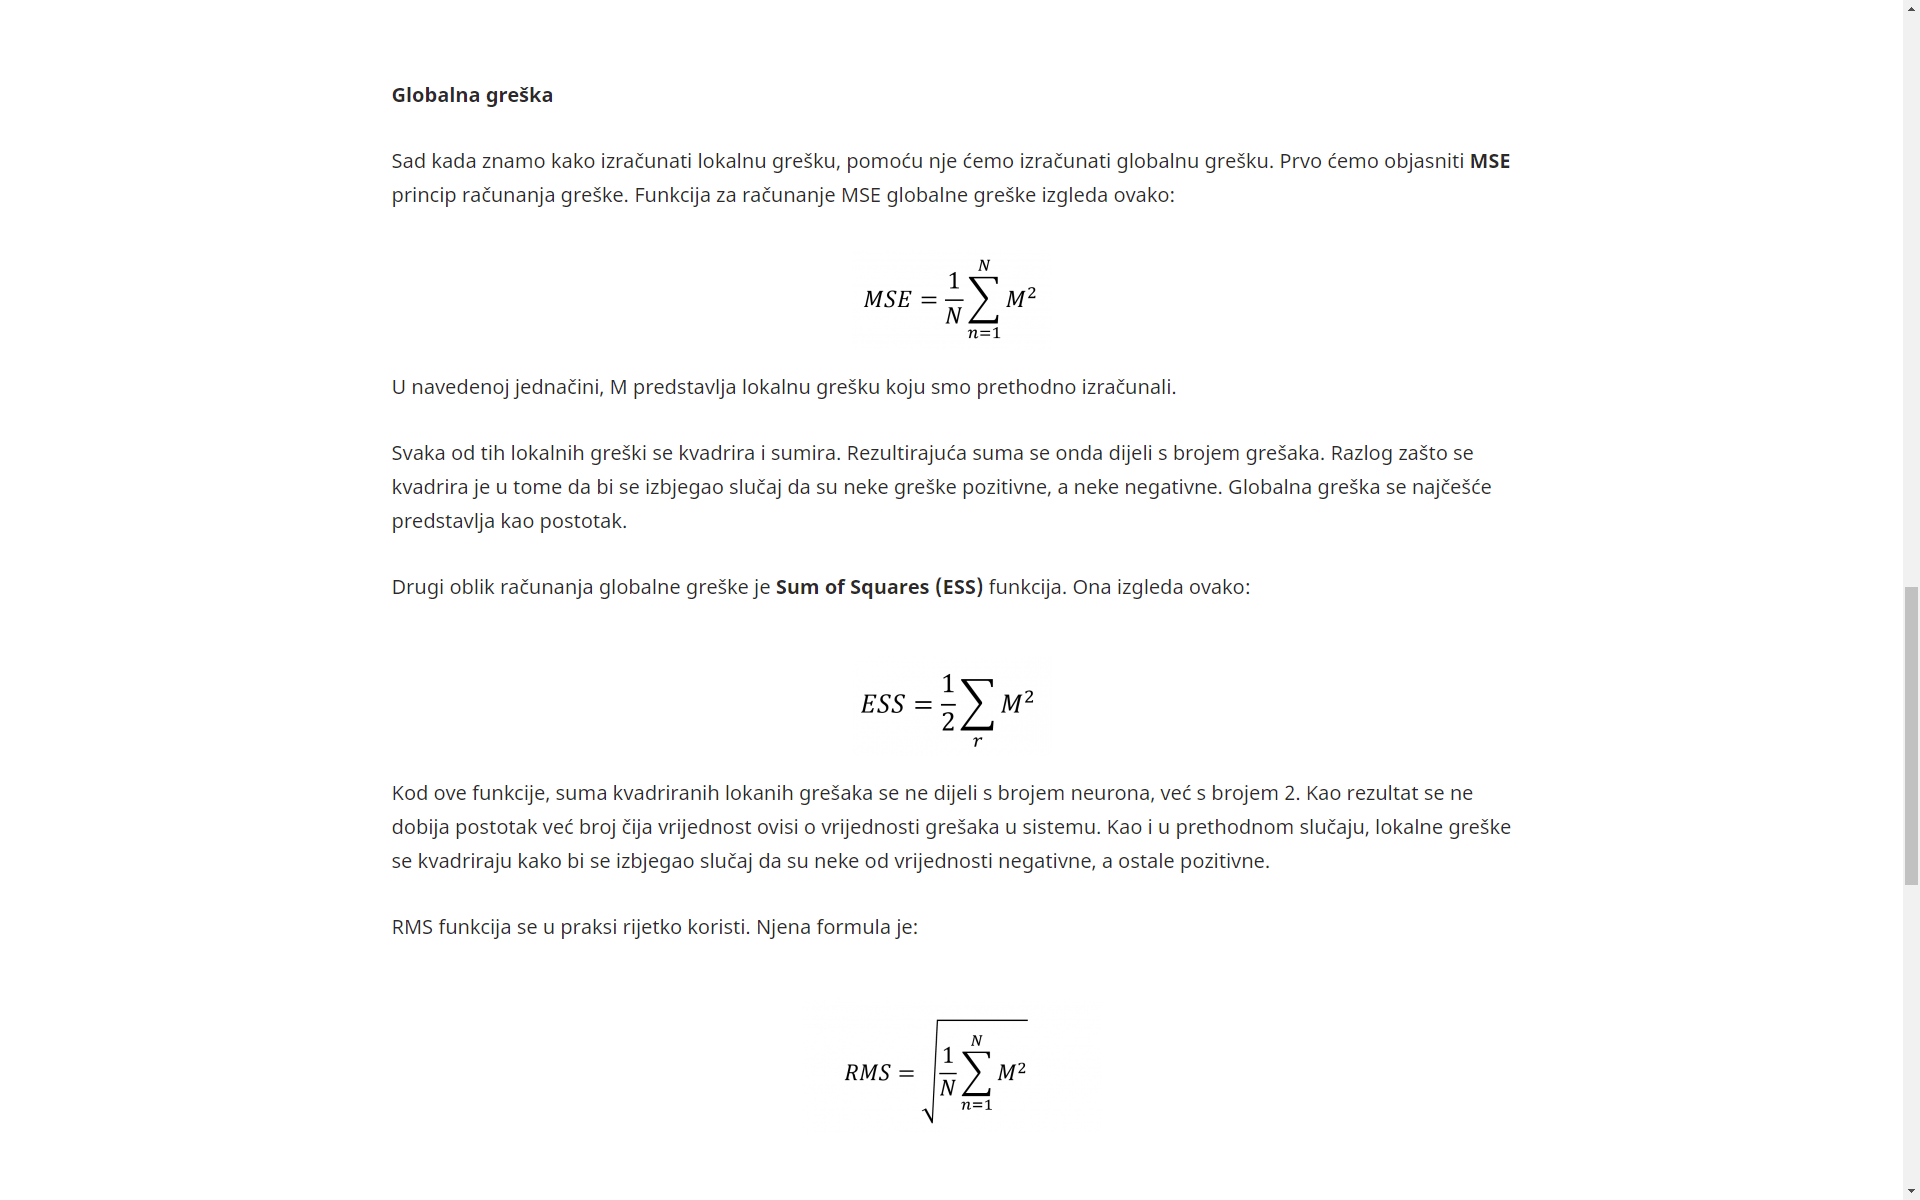 Globalna greška
Sad kada znamo kako izračunati lokalnu grešku, pomoću nje ćemo izračunati globalnu grešku. Prvo ćemo objasniti MSE
princip računanja greške. Funkcija za računanje MSE globalne greške izgleda ovako:
MSE = \frac{1}{N} \sum_{n=1}^{N} M^2
U navedenoj jednačini, M predstavlja lokalnu grešku koju smo prethodno izračunali.
Svaka od tih lokalnih greški se kvadrira i sumira. Rezultirajuća suma se onda dijeli s brojem grešaka. Razlog zašto se
kvadrira je u tome da bi se izbjegao slučaj da su neke greške pozitivne, a neke negativne. Globalna greška se najčešće
predstavlja kao postotak.
Drugi oblik računanja globalne greške je Sum of Squares (ESS) funkcija. Ona izgleda ovako:
ESS = \frac{1}{2} \sum_{r} M^2
Kod ove funkcije, suma kvadriranih lokanih grešaka se ne dijeli s brojem neurona, već s brojem 2. Kao rezultat se ne
dobija postotak već broj čija vrijednost ovisi o vrijednosti grešaka u sistemu. Kao i u prethodnom slučaju, lokalne greške
se kvadriraju kako bi se izbjegao slučaj da su neke od vrijednosti negativne, a ostale pozitivne.
RMS funkcija se u praksi rijetko koristi. Njena formula je:
RMS = \sqrt{\frac{1}{N} \sum_{n=1}^{N} M^2}